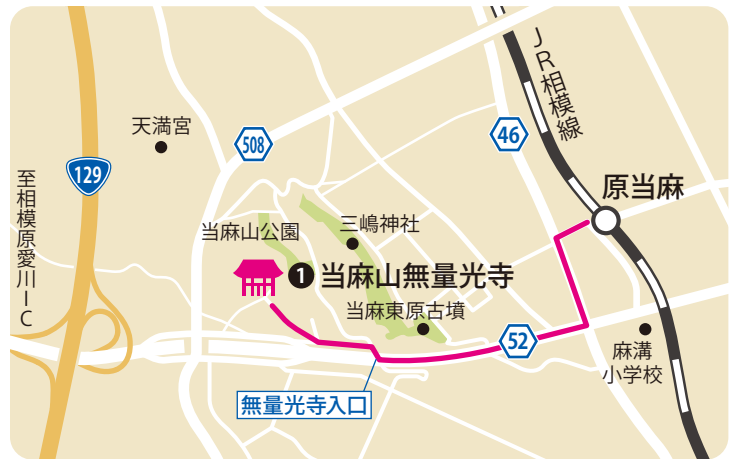 JR相模線
天満宮
508
46
129
原当麻
至相模原愛川IC
当麻山公園
三嶋神社
1 当麻山無量光寺
当麻東原古墳
52
麻溝
小学校
無量光寺入口